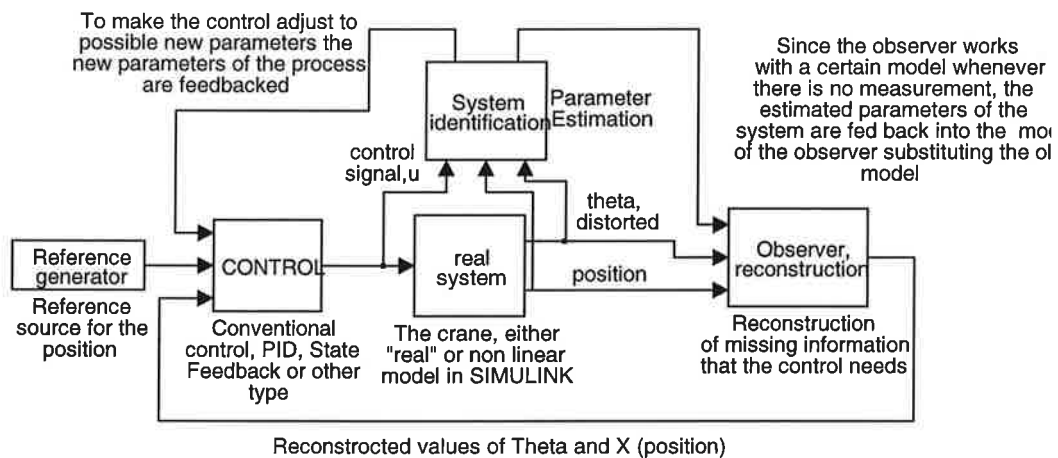 To make the control adjust to
possible new parameters the
new parameters of the process
are feedbacked
System
identification
Parameter
Estimation
Since the observer works
with a certain model whenever
there is no measurement, the
estimated parameters of the
system are fed back into the
of the observer substituting the
model
control
signal,u
theta,
distorted
Reference
generator
CONTROL
real
system
position
Observer,
reconstruction
Reference
source for the
position
Conventional
control, PID, State
Feedback or other
type
The crane, either
"real" or non linear
model in SIMULINK
Reconstruction
of missing information
that the control needs
Reconstrocted values of Theta and X (position)